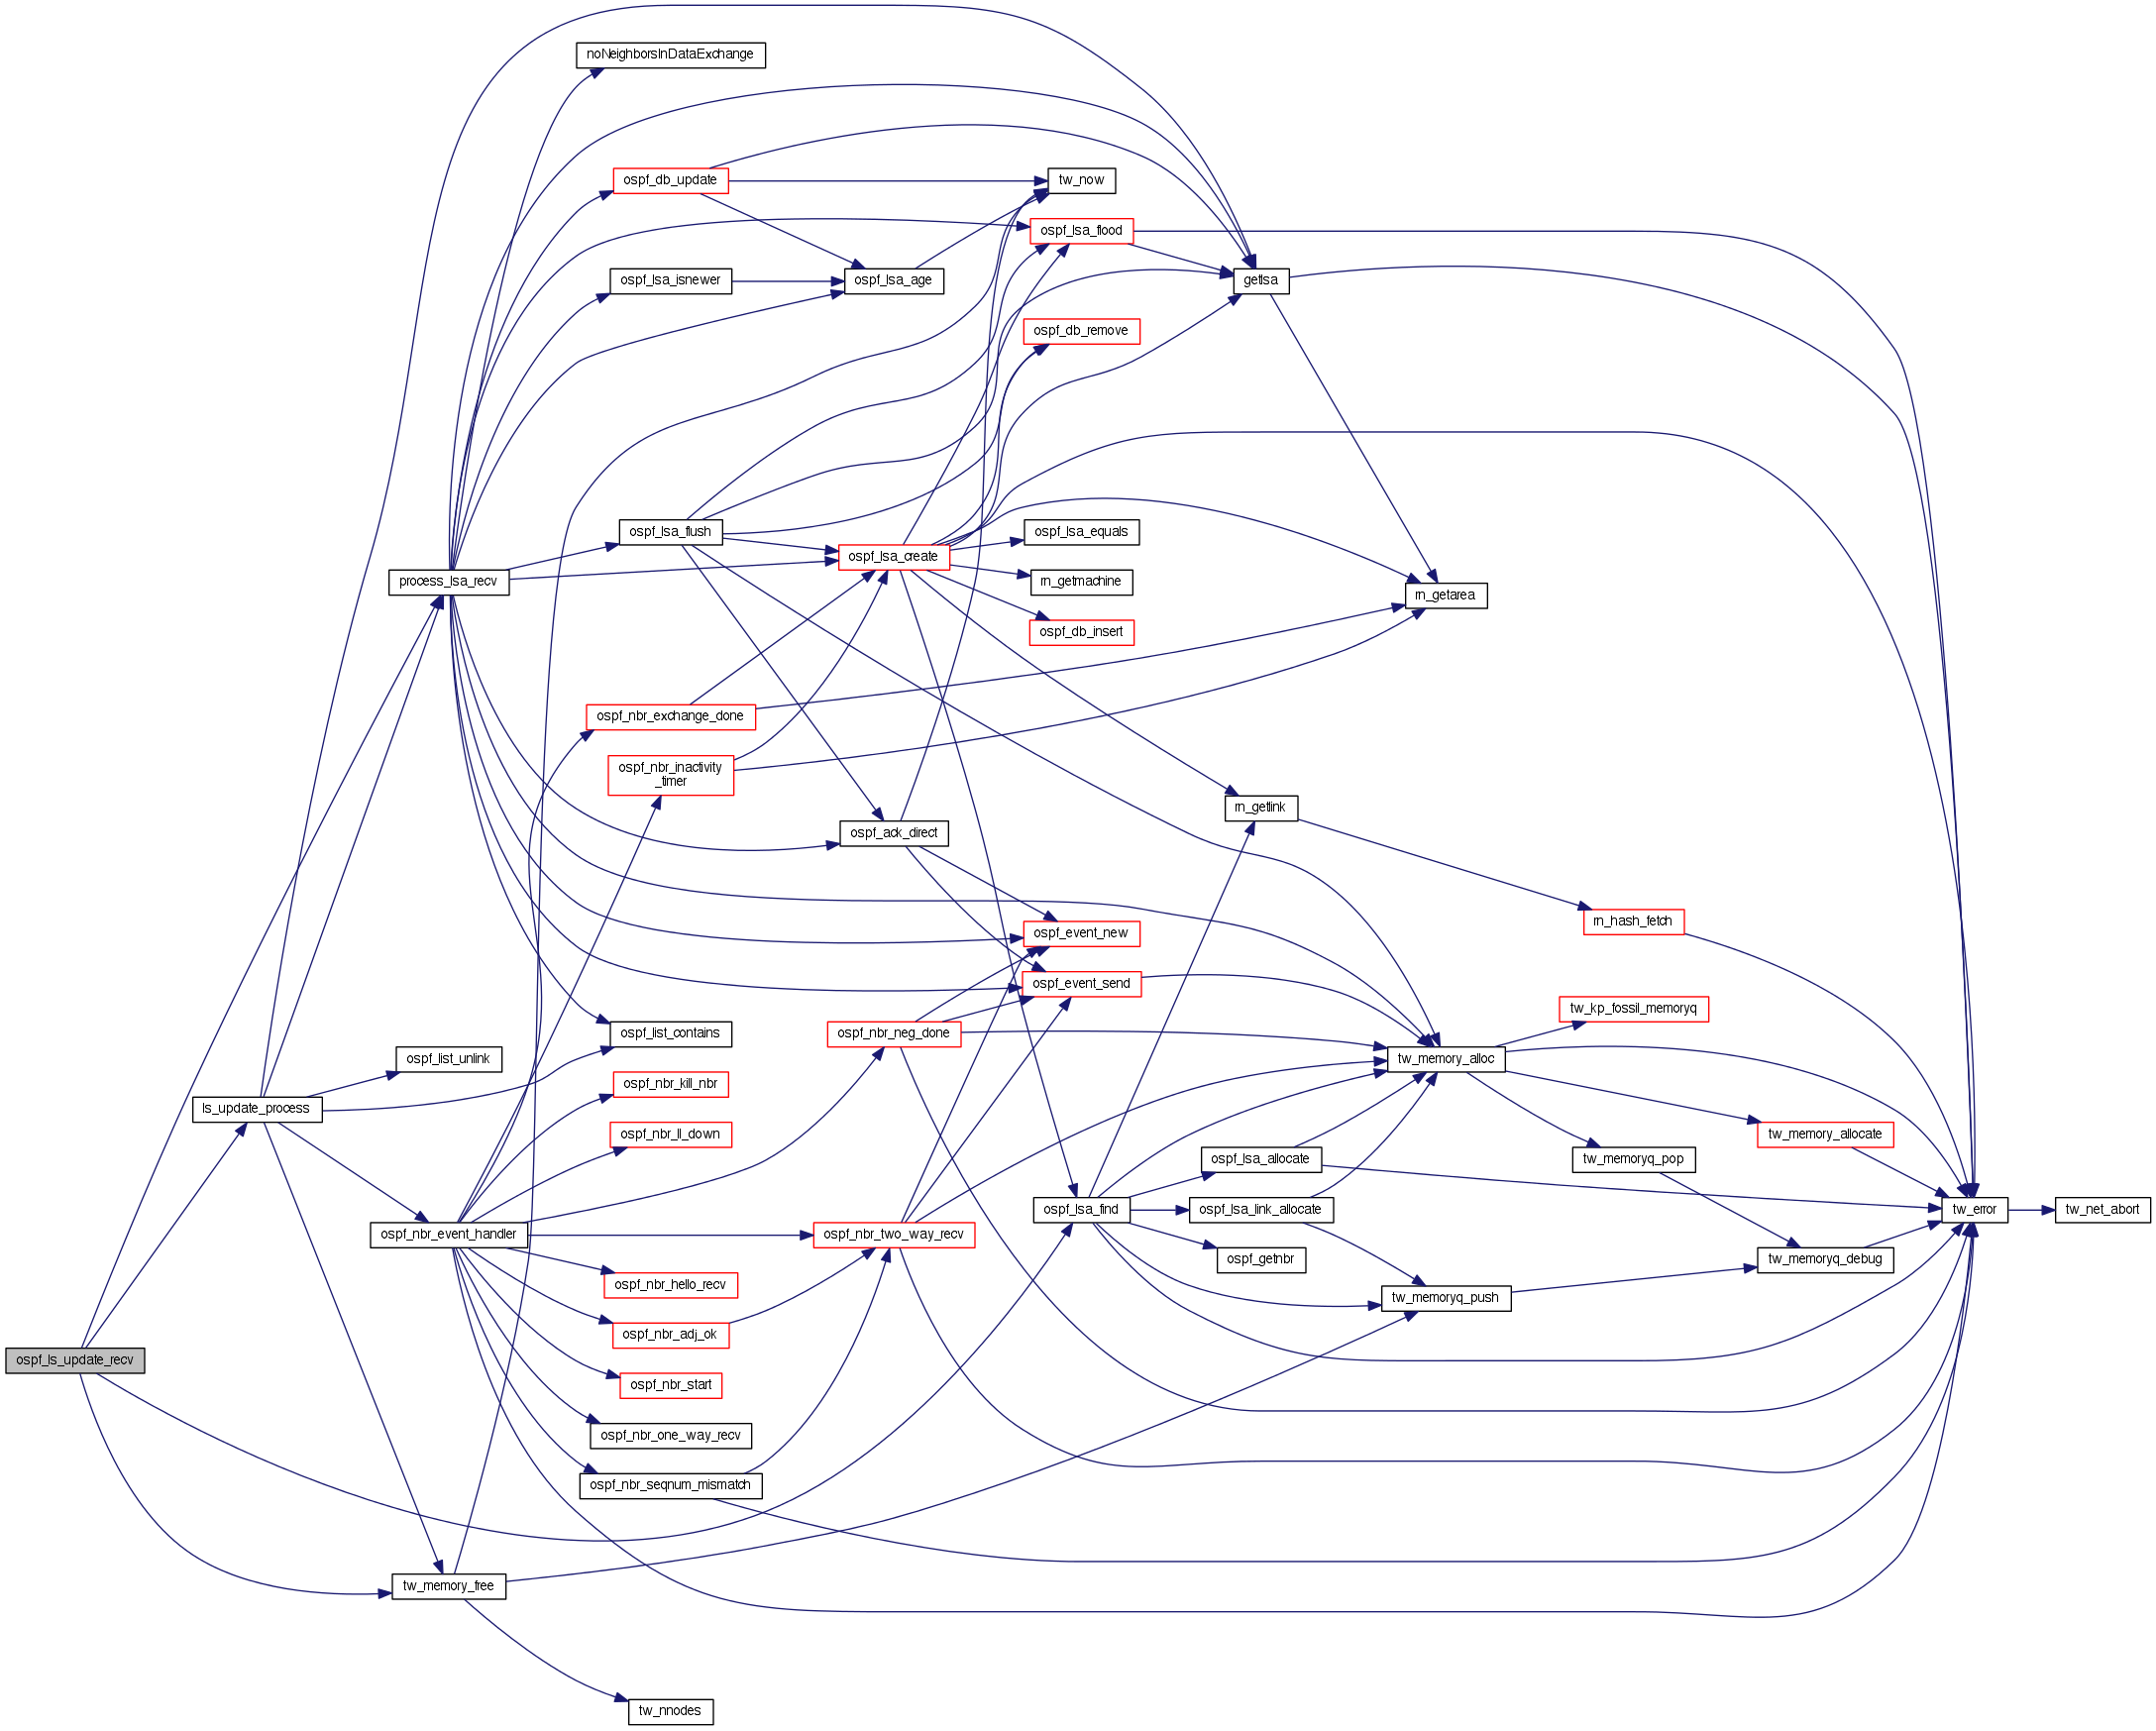 noNeighborsInDataExchange
ospf_db_update
tw_now
ospf_lsa_flood
ospf_lsa_isnewer
ospf_lsa_age
getlsa
ospf_db_remove
ospf_lsa_flush
ospf_lsa_equals
ospf_lsa_create
process_lsa_recv
rn_getmachine
rn_getarea
ospf_db_insert
ospf_nbr_exchange_done
ospf_nbr_inactivity
_timer
rn_getlink
ospf_ack_direct
rn_hash_fetch
ospf_event_new
ospf_event_send
tw_kp_fossil_memoryq
ospf_list_contains
ospf_nbr_neg_done
ospf_list_unlink
tw_memory_alloc
ospf_nbr_kill_nbr
ls_update_process
ospf_nbr_ll_down
tw_memory_allocate
ospf_lsa_allocate
tw_memoryq_pop
ospf_lsa_find
ospf_lsa_link_allocate
tw_error
tw_net_abort
ospf_nbr_event_handler
ospf_nbr_two_way_recv
ospf_getnbr
tw_memoryq_debug
ospf_nbr_hello_recv
tw_memoryq_push
ospf_nbr_adj_ok
ospf_ls_update_recv
ospf_nbr_start
ospf_nbr_one_way_recv
ospf_nbr_seqnum_mismatch
tw_memory_free
tw_nnodes